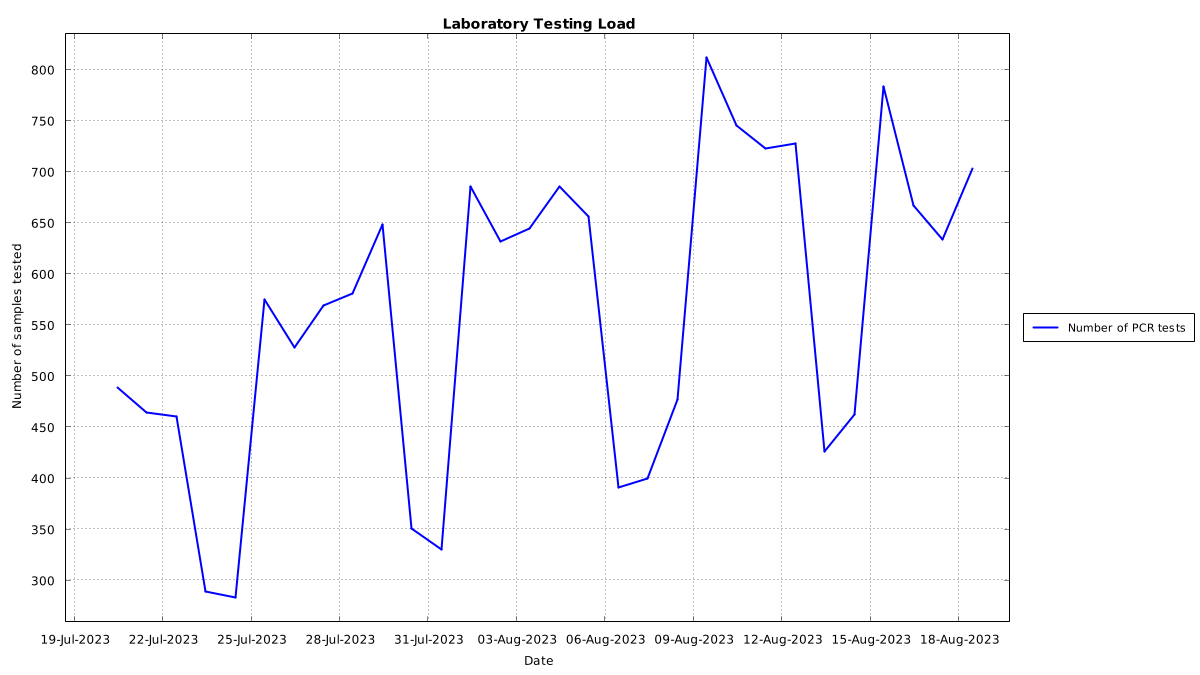 Laboratory Testing Load
800
750
700
650
600
550
500
450
400
350
300
Number of samples tested
19-Jul-2023 22-Jul-2023 25-Jul-2023 28-Jul-2023 31-Jul-2023 03-Aug-2023 06-Aug-2023 09-Aug-2023 12-Aug-2023 15-Aug-2023 18-Aug-2023
Date
Number of PCR tests